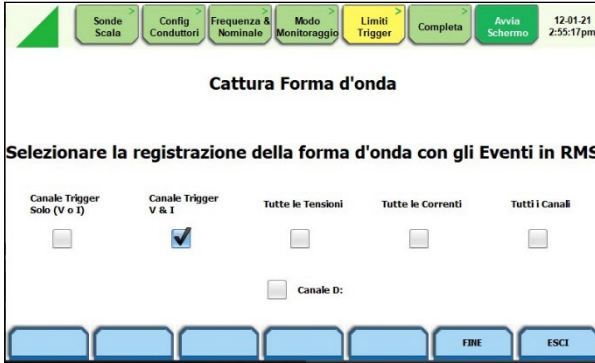 Sonde
Scala
Config
Conduttori
Frequenza &
Nominale
Modo
Monitoraggio
Limiti
Trigger
Completa
Avvia
Schermo
12-01-21
2:55:17pm
Cattura Forma d'onda
Selezionare la registrazione della forma d'onda con gli Eventi in RMS
Canale Trigger
Solo (V o I)
Canale Trigger
V & I
Tutte le Tensioni
Tutte le Correnti
Tutti i Canali
Canale D:
FINE
ESCI